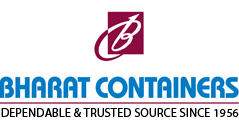 B
BHARAT CONTAINERS
DEPENDABLE & TRUSTED SOURCE SINCE 1956